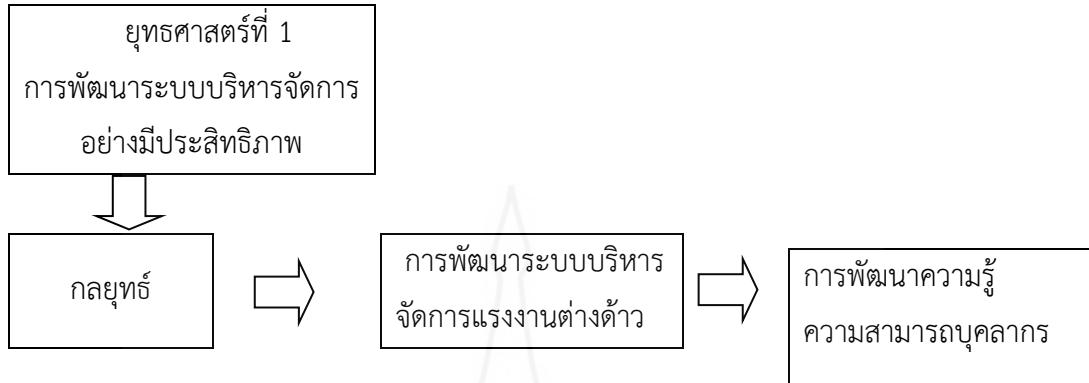 ยุทธศาสตร์ที่ 1
การพัฒนาระบบบริหารจัดการ
อย่างมีประสิทธิภาพ
กลยุทธ์
การพัฒนาระบบบริหาร
จัดการแรงงานต่างด้าว
การพัฒนาความรู้
ความสามารถบุคลากร